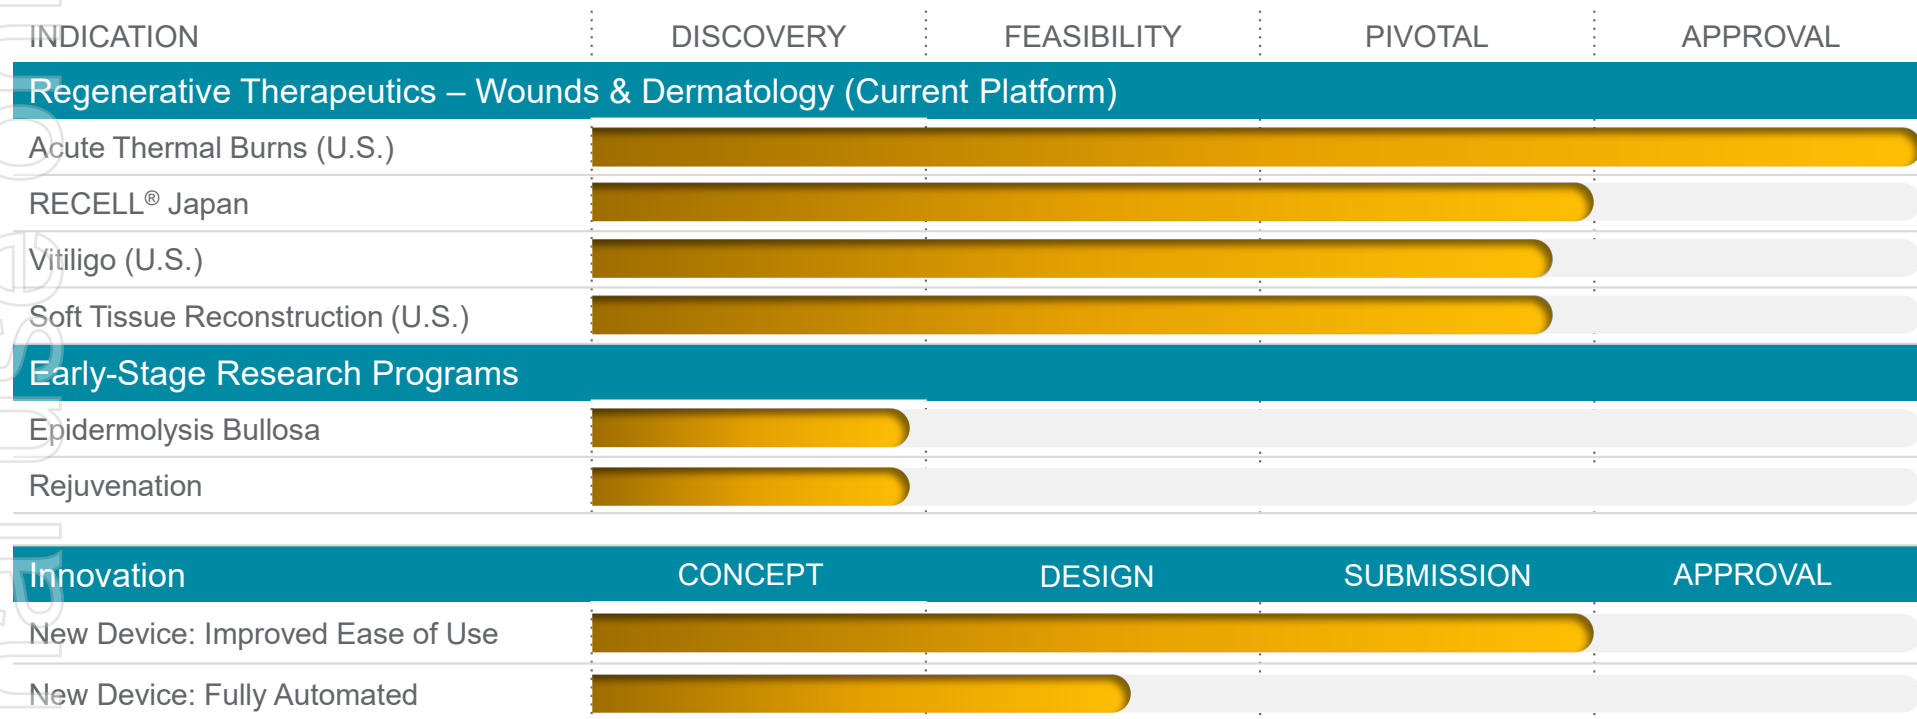 INDICATION DISCOVERY FEASIBILITY PIVOTAL APPROVAL
Regenerative Therapeutics – Wounds & Dermatology (Current Platform)
Acute Thermal Burns (U.S.)
RECELL® Japan
Vitiligo (U.S.)
Soft Tissue Reconstruction (U.S.)
Early-Stage Research Programs
Epidermolysis Bullosa
Rejuvenation
Innovation CONCEPT DESIGN SUBMISSION APPROVAL
New Device: Improved Ease of Use
New Device: Fully Automated